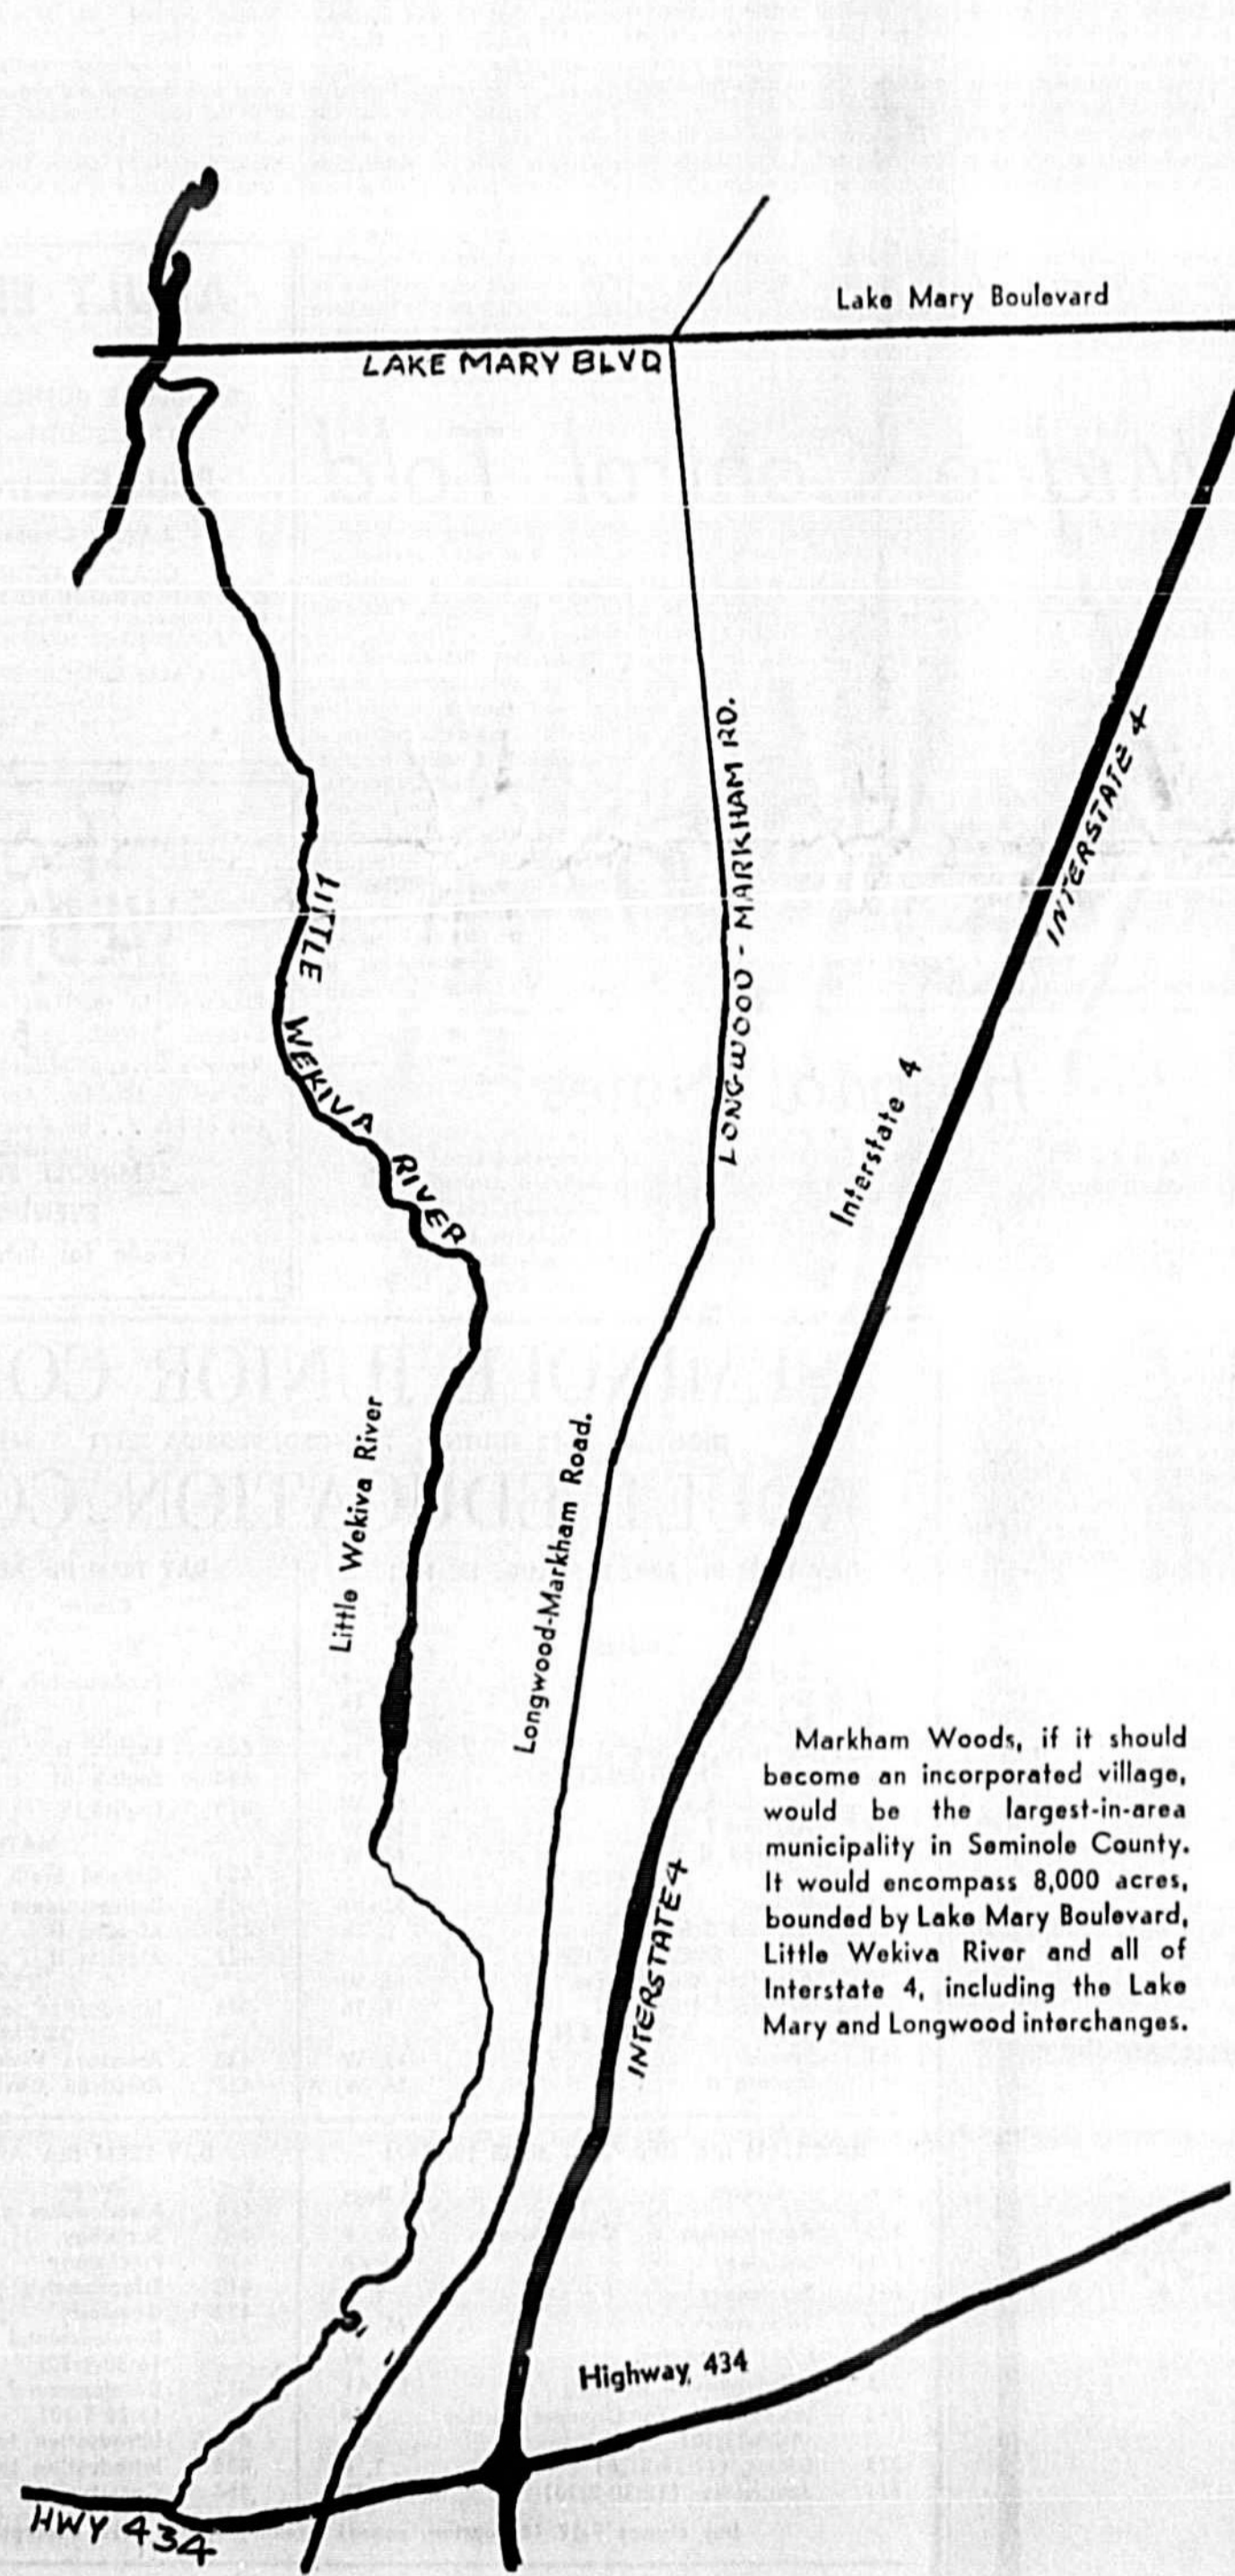 Lake Mary Boulevard
LAKE MARY BLVD
LONGWOOD - MARKHAM RD.
INTERSTATE 4
LITTLE WEKIVA RIVER
Interstate 4
Little Wekiva River
Longwood-Markham Road.
Markham Woods, if it should
become an incorporated village,
would be the largest-in-area
municipality in Seminole County.
It would encompass 8,000 acres,
bounded by Lake Mary Boulevard,
Little Wekiva River and all of
Interstate 4, including the Lake
Mary and Longwood interchanges.
INTERSTATE 4
Highway 434
HWY 434